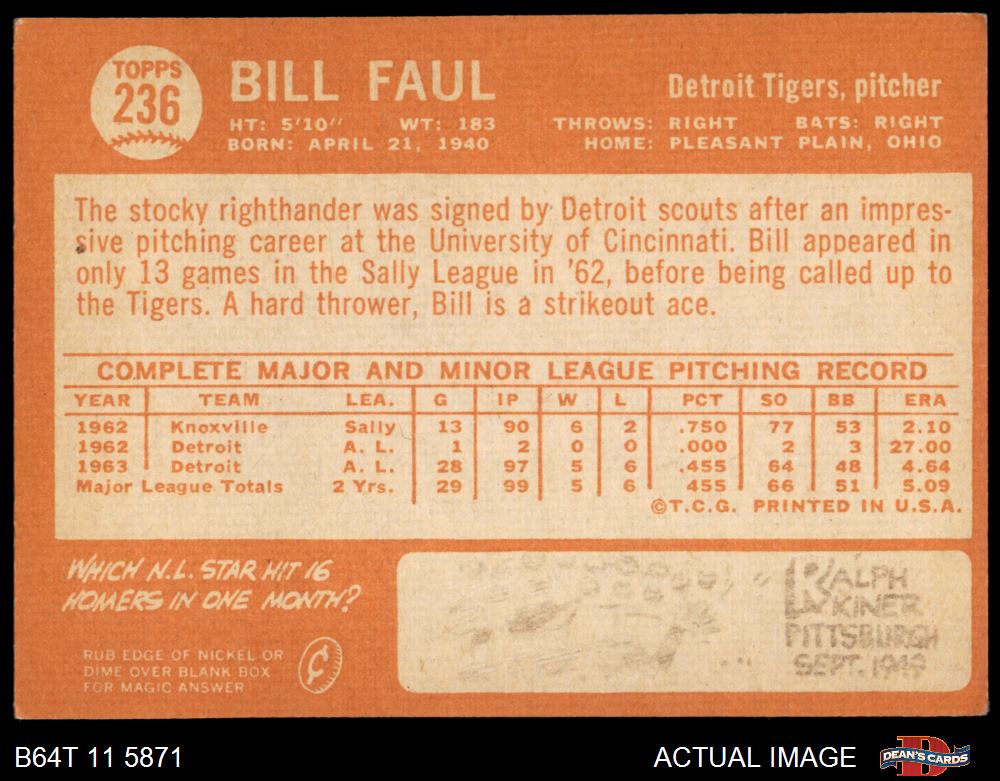 TOPPS
236
BILL FAUL
Detroit Tigers, pitcher
HT: 5'10" WT: 183 THROWS: RIGHT BATS: RIGHT
BORN: APRIL 21, 1940 HOME: PLEASANT PLAIN, OHIO
The stocky righthander was signed by Detroit scouts after an impres-
sive pitching career at the University of Cincinnati. Bill appeared in
only 13 games in the Sally League in '62, before being called up to
the Tigers. A hard thrower, Bill is a strikeout ace.
COMPLETE MAJOR AND MINOR LEAGUE PITCHING RECORD
YEAR TEAM LEA. G IP W L PCT SO BB ERA
1962 Knoxville Sally 13 90 6 2 .750 77 53 2.10
1962 Detroit A. L. 1 2 0 0 .000 2 3 27.00
1963 Detroit A. L. 28 97 5 6 .455 64 48 4.64
Major League Totals 2 Yrs. 29 99 5 6 .455 66 51 5.09
©T.C.G. PRINTED IN U.S.A.
WHICH N.L. STAR HIT 16
HOMERS IN ONE MONTH?
RUB EDGE OF NICKEL OR
DIME OVER BLANK BOX
FOR MAGIC ANSWER
¢
RALPH
KINER
PITTSBURGH
SEPT. 1949
B64T 11 5871
ACTUAL IMAGE
D
DEAN'S CARDS